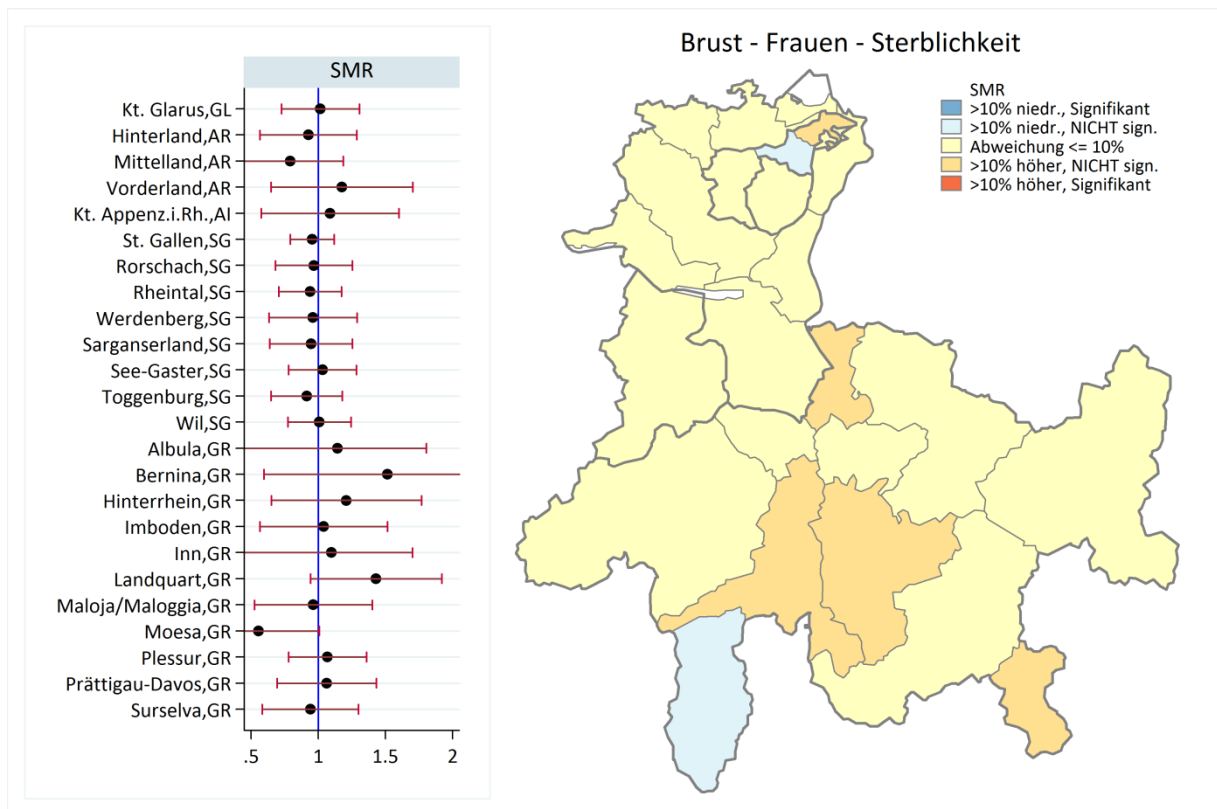 SMR
Kt. Glarus,GL
Hinterland,AR
Mittelland,AR
Vorderland,AR
Kt. Appenz.i.Rh.,AI
St. Gallen,SG
Rorschach,SG
Rheintal,SG
Werdenberg,SG
Sarganserland,SG
See-Gaster,SG
Toggenburg,SG
Wil,SG
Albula,GR
Bernina,GR
Hinterrhein,GR
Imboden,GR
Inn,GR
Landquart,GR
Maloja/Maloggia,GR
Moesa,GR
Plessur,GR
Prättigau-Davos,GR
Surselva,GR
.5 1 1.5 2
Brust - Frauen - Sterblichkeit
SMR
>10% niedr., Signifikant
>10% niedr., NICHT sign.
Abweichung <= 10%
>10% höher, NICHT sign.
>10% höher, Signifikant